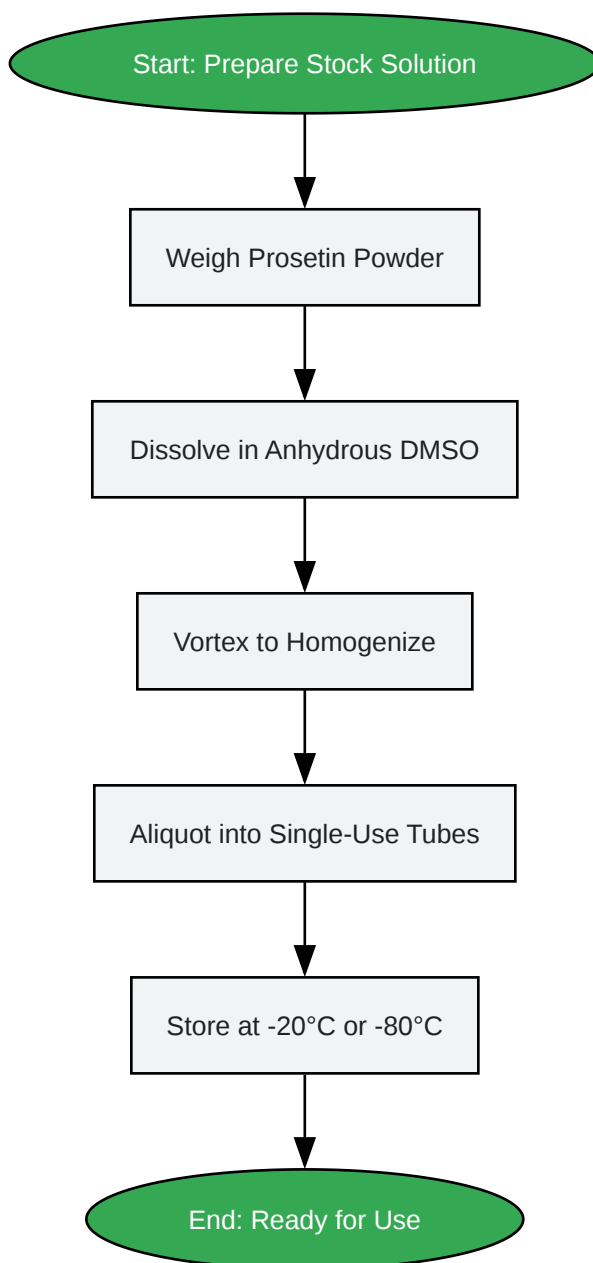 Start: Prepare Stock Solution
Weigh Prosetin Powder
Dissolve in Anhydrous DMSO
Vortex to Homogenize
Aliquot into Single-Use Tubes
Store at -20°C or -80°C
End: Ready for Use